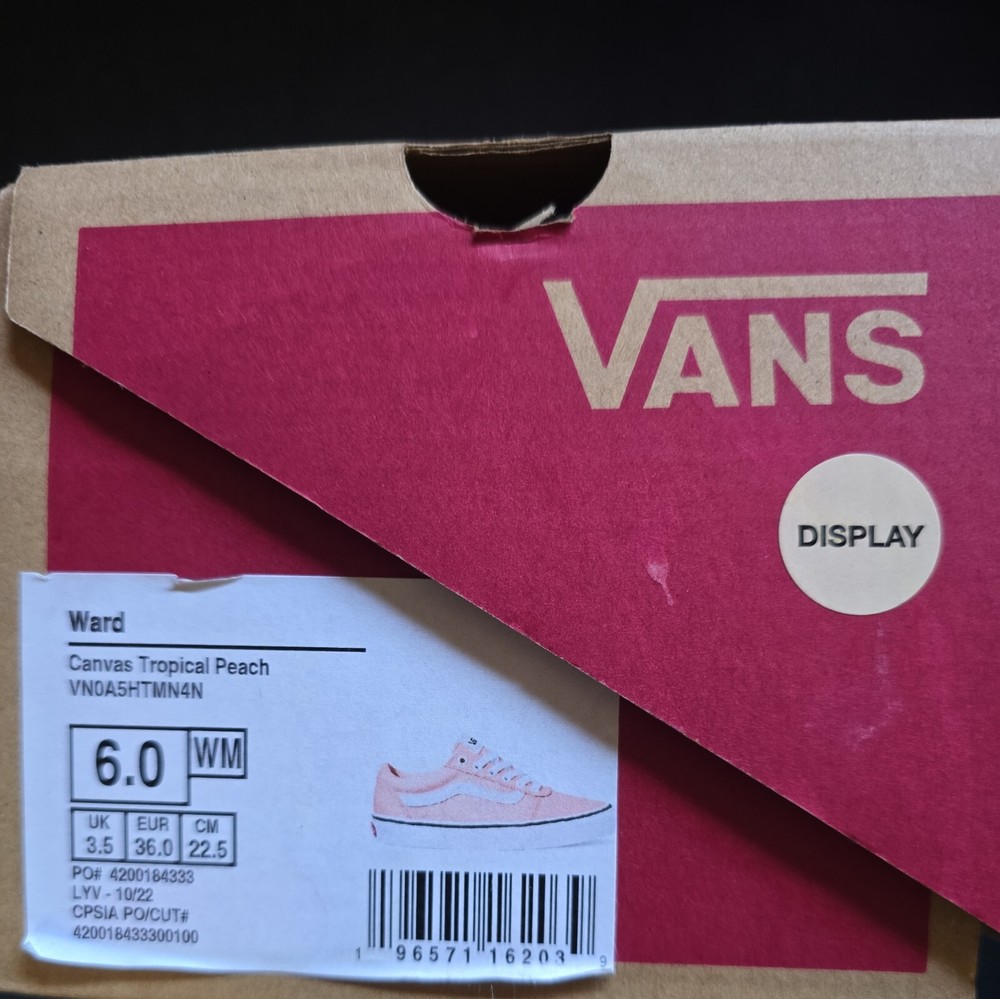 VANS
DISPLAY
Ward
Canvas Tropical Peach
VN0A5HTMN4N
6.0 WM
UK EUR CM
3.5 36.0 22.5
PO# 4200184333
LYV - 10/22
CPSIA PO/CUT#
420018433300100
1 96571 16203 9